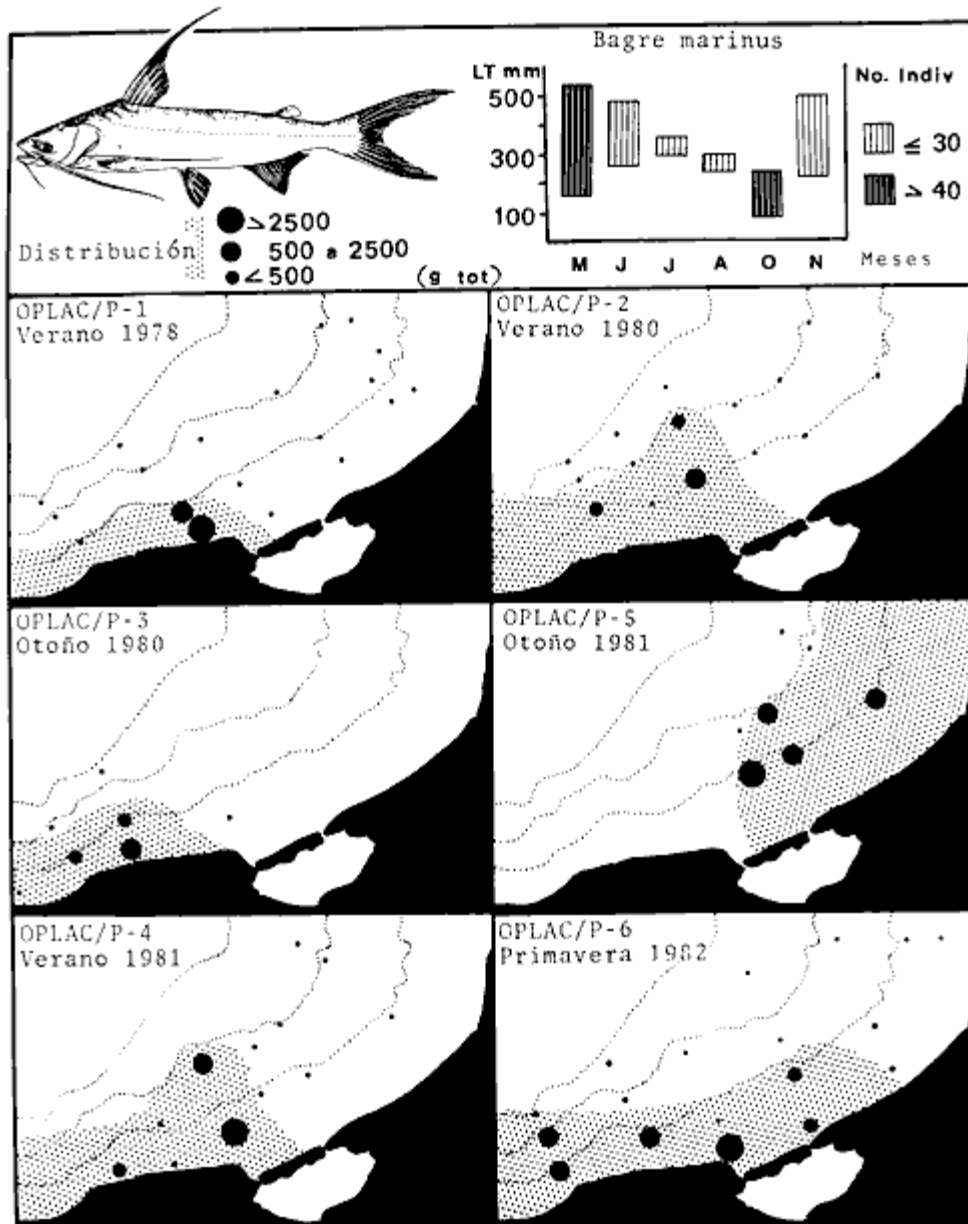 Bagre marinus
LT mm
500
300
100
M J J A O N
Meses
No. Indiv
≦ 30
> 40
Distribución
>2500
500 a 2500
<500
(g tot)
OPLAC/P-1
Verano 1978
OPLAC/P-2
Verano 1980
OPLAC/P-3
Otoño 1980
OPLAC/P-5
Otoño 1981
OPLAC/P-4
Verano 1981
OPLAC/P-6
Primavera 1982